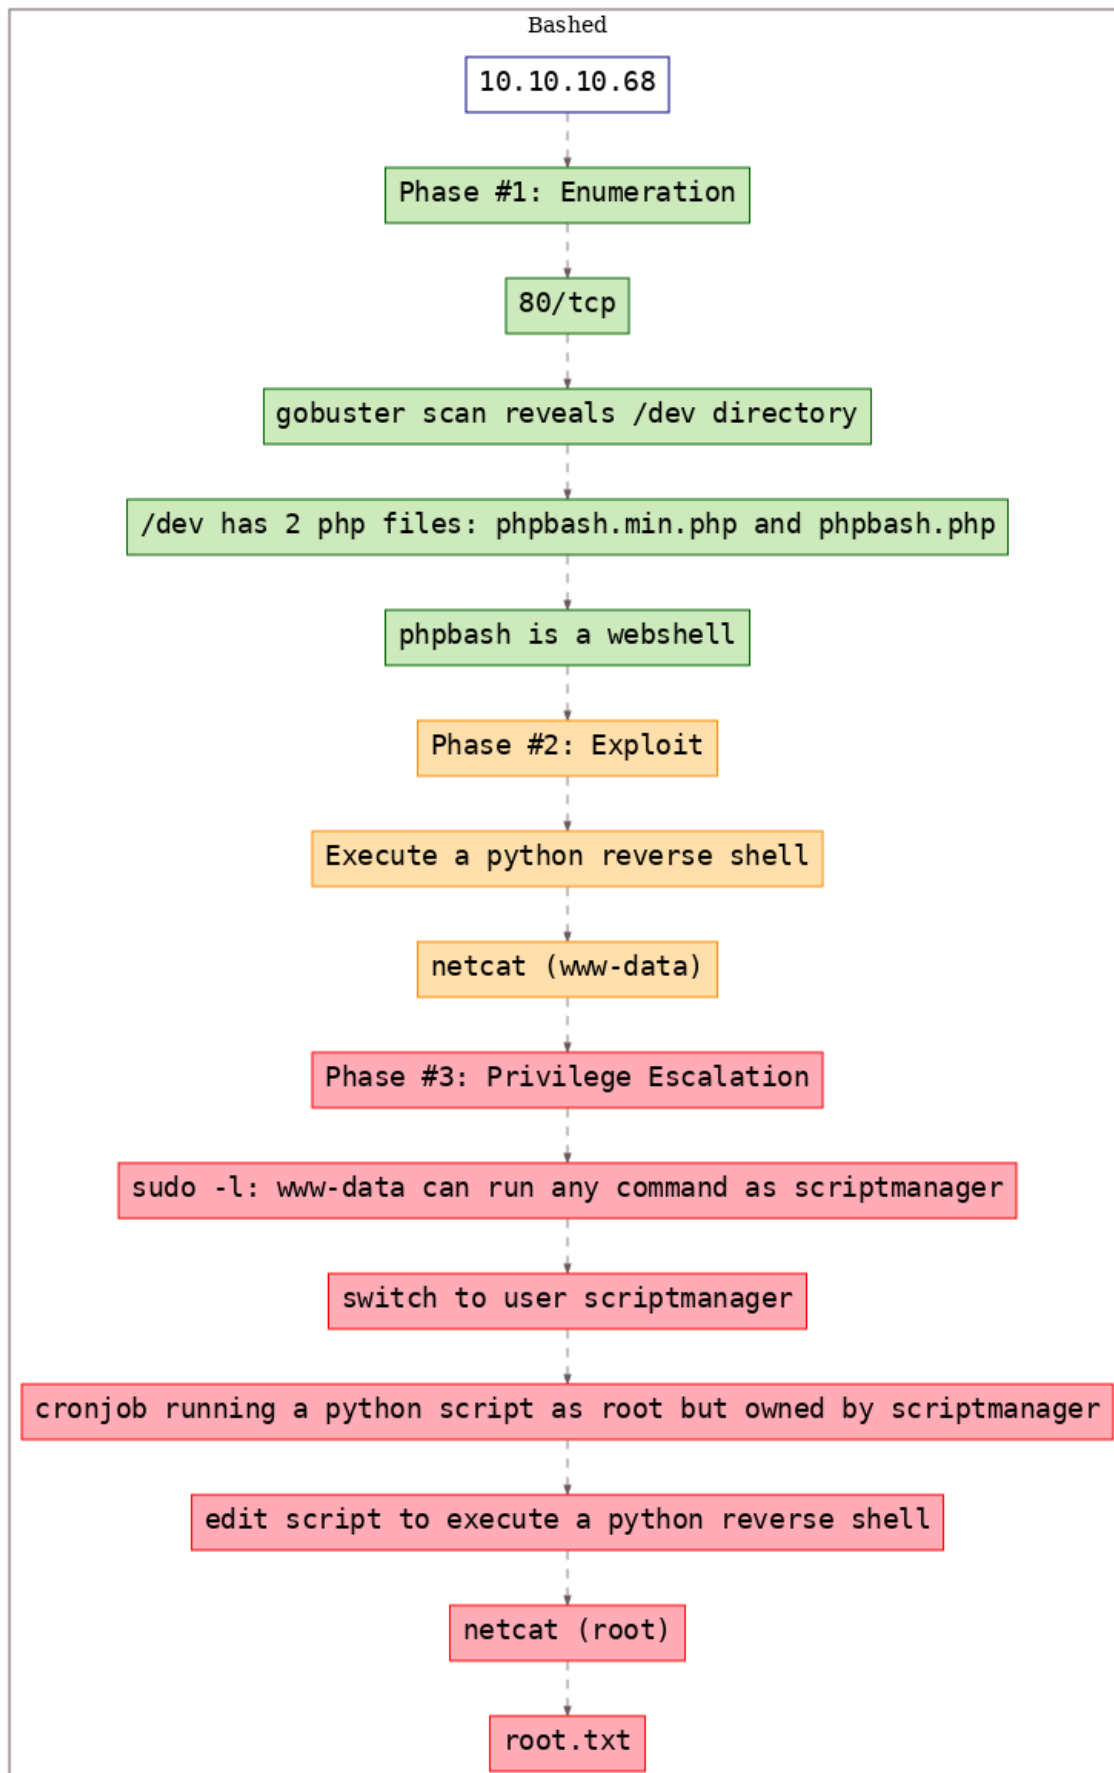 Bashed
10.10.10.68
Phase #1: Enumeration
80/tcp
gobuster scan reveals /dev directory
/dev has 2 php files: phpbash.min.php and phpbash.php
phpbash is a webshell
Phase #2: Exploit
Execute a python reverse shell
netcat (www-data)
Phase #3: Privilege Escalation
sudo -l: www-data can run any command as scriptmanager
switch to user scriptmanager
cronjob running a python script as root but owned by scriptmanager
edit script to execute a python reverse shell
netcat (root)
root.txt